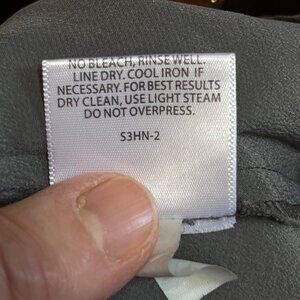 NO BLEACH, RINSE WELL.
LINE DRY. COOL IRON IF
NECESSARY. FOR BEST RESULTS
DRY CLEAN, USE LIGHT STEAM
DO NOT OVERPRESS.
S3HN-2